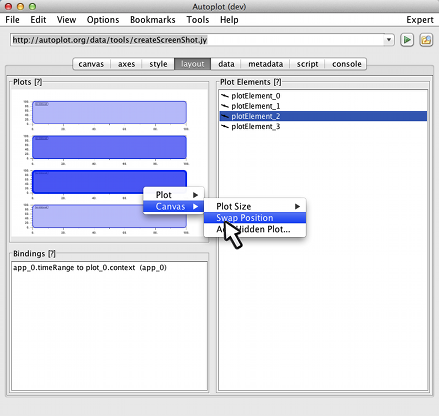 Autoplot (dev)
File Edit View Options Bookmarks Tools Help Expert
http://autoplot.org/data/tools/createScreenShot.jy
canvas axes style layout data metadata script console
Plots [?]
Plot Elements [?]
plotElement_0
plotElement_1
plotElement_2
plotElement_3
Plot
Canvas
Plot Size
Swap Position
Hidden Plot...
Bindings [?]
app_0.timeRange to plot_0.context (app_0)